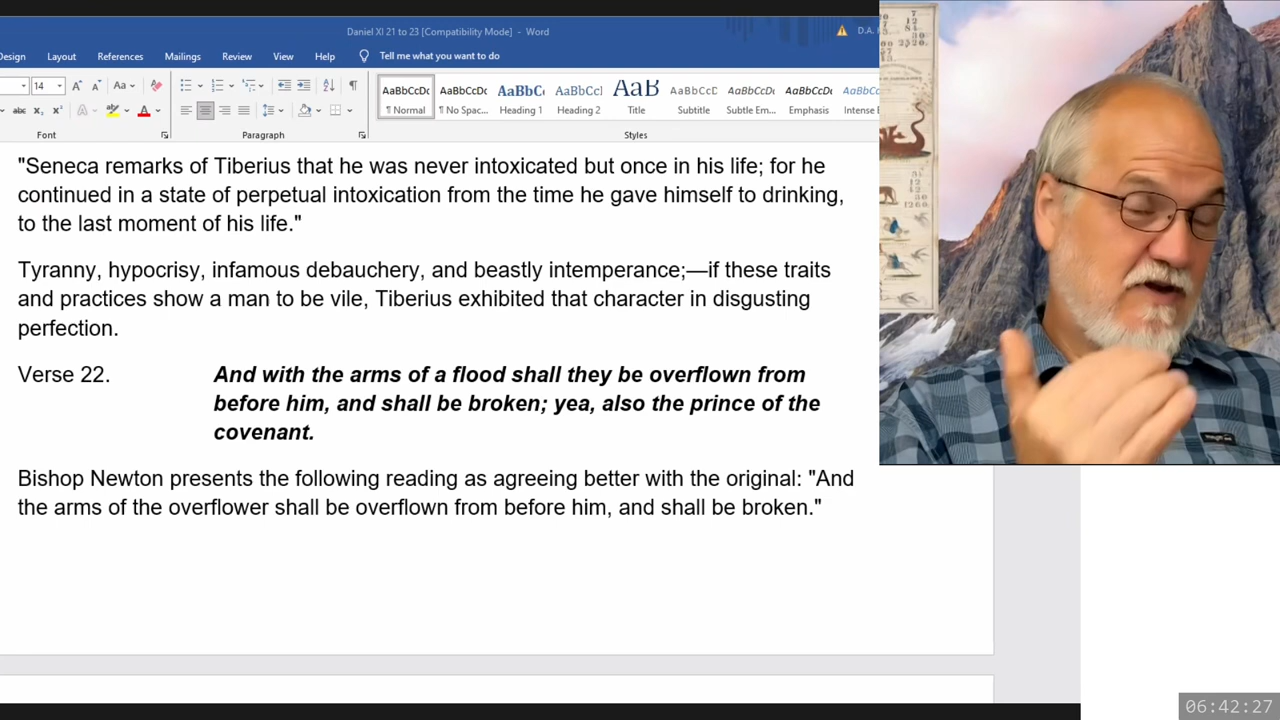 Daniel XI 21 to 23 [Compatibility Mode] - Word
D.A.
Design Layout References Mailings Review View Help Tell me what you want to do
14 Aa
AaBbCcDc AaBbCcDc AaBbC AaBbCcI AaB AaBbCcD AaBbCcDc AaBbCcDc AaBbCcI
¶ Normal ¶ No Spac... Heading 1 Heading 2 Title Subtitle Subtle Em... Emphasis Intense E
Font Paragraph Styles
"Seneca remarks of Tiberius that he was never intoxicated but once in his life; for he
continued in a state of perpetual intoxication from the time he gave himself to drinking,
to the last moment of his life."
Tyranny, hypocrisy, infamous debauchery, and beastly intemperance;—if these traits
and practices show a man to be vile, Tiberius exhibited that character in disgusting
perfection.
Verse 22. And with the arms of a flood shall they be overflown from
before him, and shall be broken; yea, also the prince of the
covenant.
Bishop Newton presents the following reading as agreeing better with the original: "And
the arms of the overflower shall be overflown from before him, and shall be broken."
06:42:27